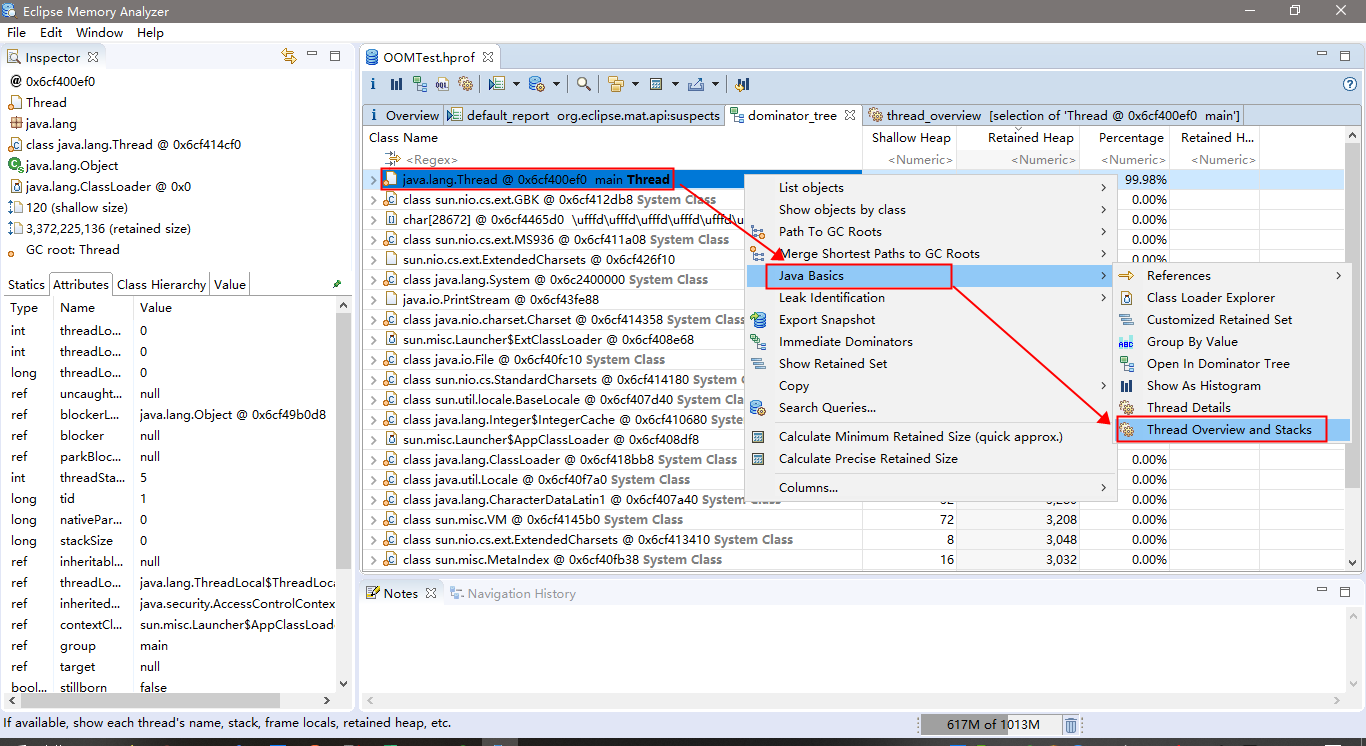 Eclipse Memory Analyzer
File Edit Window Help
Inspector
@ 0x6cf400ef0
Thread
java.lang
class java.lang.Thread @ 0x6cf414cf0
java.lang.Object
java.lang.ClassLoader @ 0x0
120 (shallow size)
3,372,225,136 (retained size)
GC root: Thread
Statics Attributes Class Hierarchy Value
Type Name Value
int threadLo... 0
int threadLo... 0
long threadLo... 0
ref uncaught... null
ref blockerL... java.lang.Object @ 0x6cf49b0d8
ref blocker null
ref parkBloc... null
int threadSta... 5
long tid 1
long nativePar... 0
long stackSize 0
ref inheritabl... null
ref threadLo... java.lang.ThreadLocal$ThreadLoca
ref inherited... java.security.AccessControlContex
ref contextCl... sun.misc.Launcher$AppClassLoade
ref group main
ref target null
bool... stillborn false
OOMTest.hprof
i OQL
i Overview default_report org.eclipse.mat.api:suspects dominator_tree thread_overview [selection of 'Thread @ 0x6cf400ef0 main']
Class Name Shallow Heap Retained Heap Percentage Retained H...
<Regex> <Numeric> <Numeric> <Numeric> <Numeric>
java.lang.Thread @ 0x6cf400ef0 main Thread 99.98%
class sun.nio.cs.ext.GBK @ 0x6cf412db8 System Class 0.00%
char[28672] @ 0x6cf4465d0 \ufffd\ufffd\ufffd\ufffd\ufffd\u 0.00%
class sun.nio.cs.ext.MS936 @ 0x6cf411a08 System Class 0.00%
sun.nio.cs.ext.ExtendedCharsets @ 0x6cf426f10
class java.lang.System @ 0x6c2400000 System Class
java.io.PrintStream @ 0x6cf43fe88
class java.nio.charset.Charset @ 0x6cf414358 System Class
sun.misc.Launcher$ExtClassLoader @ 0x6cf408e68
class java.io.File @ 0x6cf40fc10 System Class
class sun.nio.cs.StandardCharsets @ 0x6cf414180 System
class sun.util.locale.BaseLocale @ 0x6cf407d40 System Class
class java.lang.Integer$IntegerCache @ 0x6cf410680 System
sun.misc.Launcher$AppClassLoader @ 0x6cf408df8
class java.lang.ClassLoader @ 0x6cf418bb8 System Class 0.00%
class java.util.Locale @ 0x6cf40f7a0 System Class 0.00%
class java.lang.CharacterDataLatin1 @ 0x6cf407a40 System Class 0.00%
class sun.misc.VM @ 0x6cf4145b0 System Class 72 3,208 0.00%
class sun.nio.cs.ext.ExtendedCharsets @ 0x6cf413410 System Class 8 3,048 0.00%
class sun.misc.MetaIndex @ 0x6cf40fb38 System Class 16 3,032 0.00%
List objects
Show objects by class
Path To GC Roots
Merge Shortest Paths to GC Roots
Java Basics
Leak Identification
Export Snapshot
Immediate Dominators
Show Retained Set
Copy
Search Queries...
Calculate Minimum Retained Size (quick approx.)
Calculate Precise Retained Size
Columns...
References
Class Loader Explorer
Customized Retained Set
ABC Group By Value
Open In Dominator Tree
Show As Histogram
Thread Details
Thread Overview and Stacks
Notes Navigation History
If available, show each thread's name, stack, frame locals, retained heap, etc.
617M of 1013M